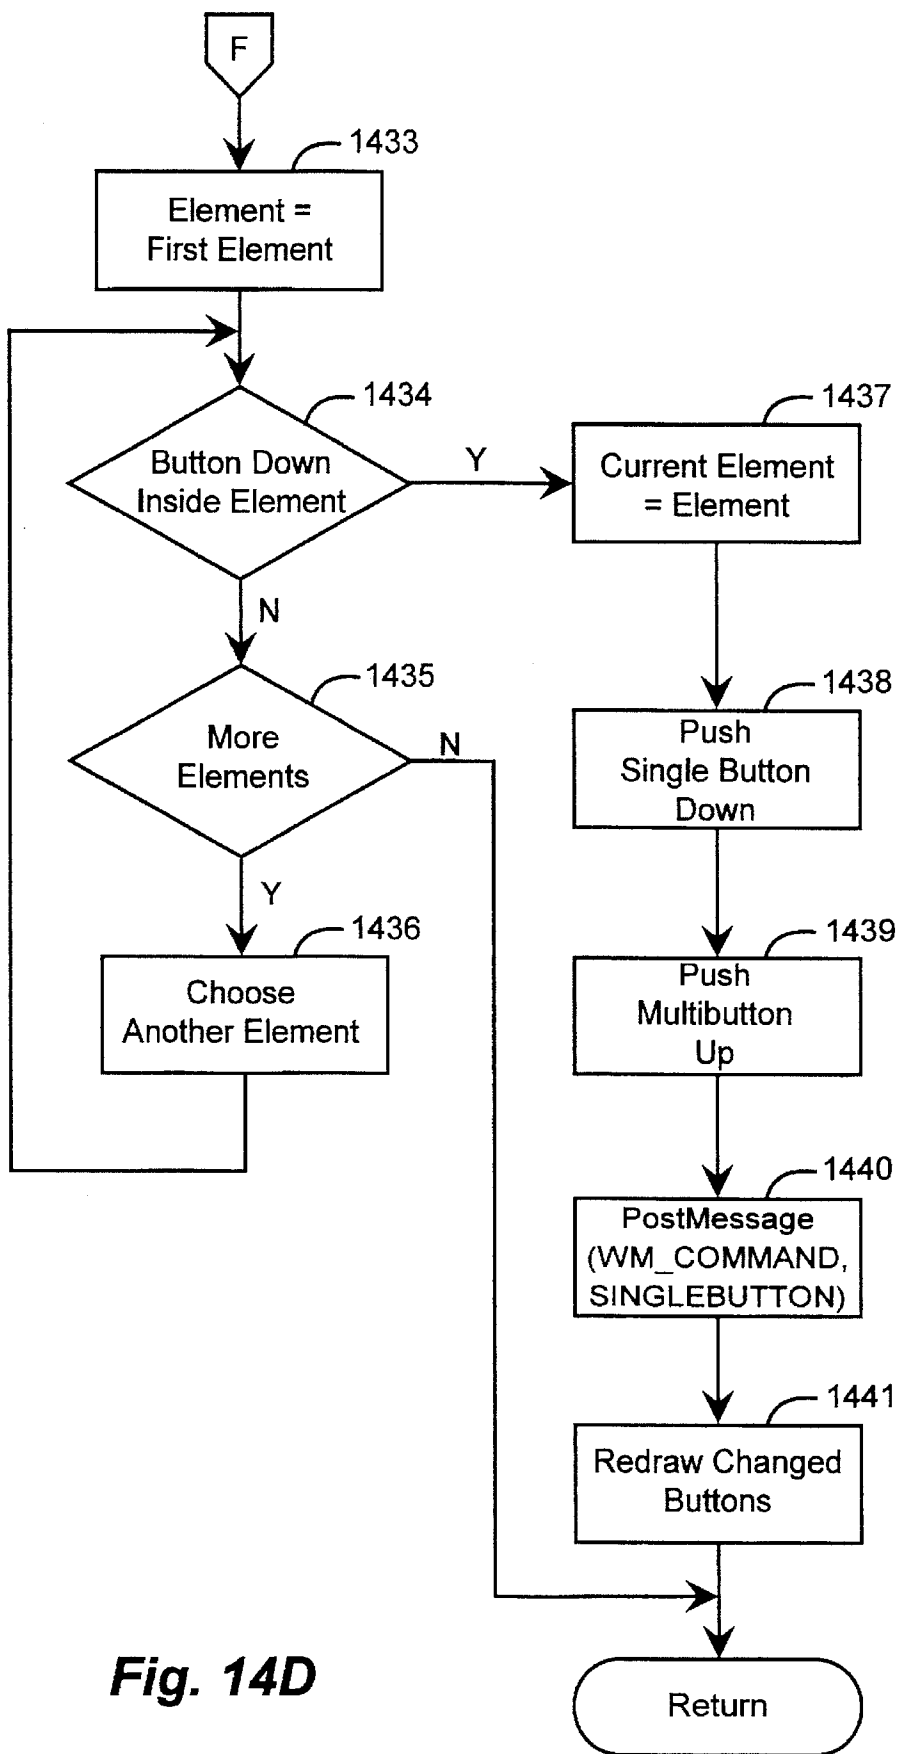 F
1433
Element =
First Element
1434
Button Down
Inside Element
Y
N
1435
More
Elements
N
Y
1436
Choose
Another Element
1437
Current Element
= Element
1438
Push
Single Button
Down
1439
Push
Multibutton
Up
1440
PostMessage
(WM_COMMAND,
SINGLEBUTTON)
1441
Redraw Changed
Buttons
Return
Fig. 14D